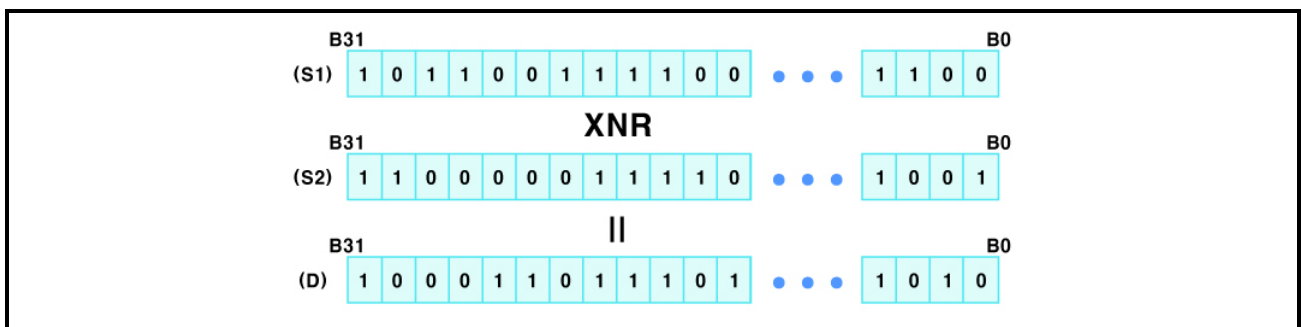 B31 B0
(S1) 1 0 1 1 0 0 1 1 1 1 0 0 ● ● ● 1 1 0 0
XNR
B31 B0
(S2) 1 1 0 0 0 0 0 1 1 1 1 0 ● ● ● 1 0 0 1
||
B31 B0
(D) 1 0 0 0 1 1 0 1 1 1 0 1 ● ● ● 1 0 1 0